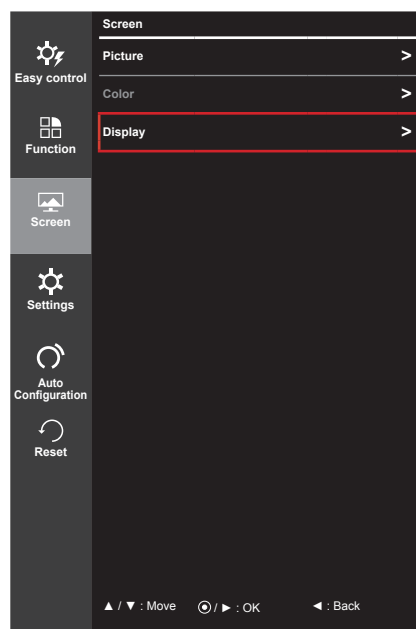 Screen
Picture >
Easy control
Color >
Display >
Function
Screen
Settings
Auto
Configuration
Reset
▲ / ▼ : Move ⦿ / ► : OK ◄ : Back